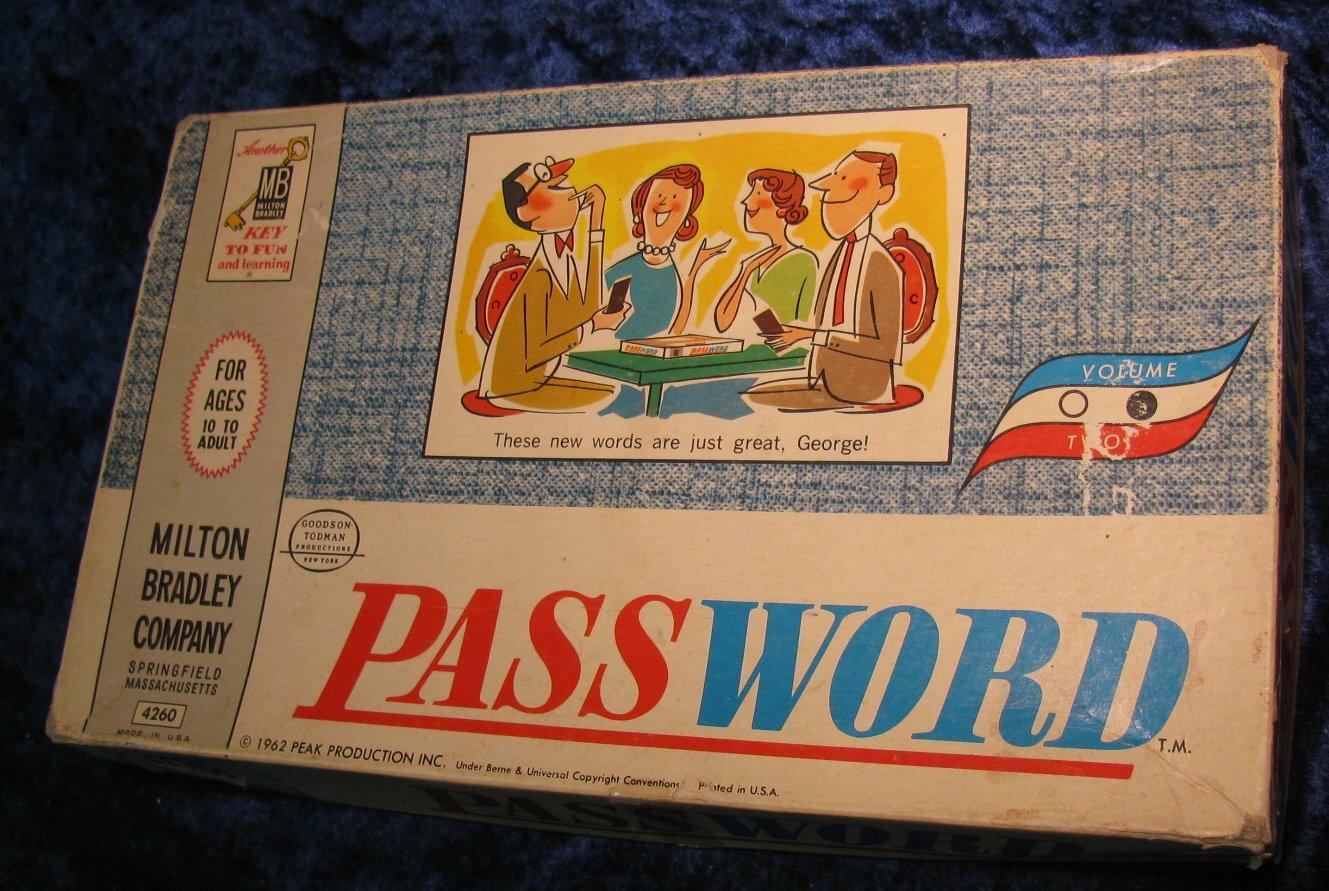 Another
MB
MILTON
BRADLEY
KEY
TO FUN
and learning
®
FOR
AGES
10 TO
ADULT
MILTON
BRADLEY
COMPANY
SPRINGFIELD
MASSACHUSETTS
4260
MADE IN U.S.A.
PASSWORD PASSWORD
These new words are just great, George!
VOLUME
TWO
GOODSON-
TODMAN
PRODUCTIONS
NEW YORK
PASSWORD
T.M.
© 1962 PEAK PRODUCTION INC. Under Berne & Universal Copyright Conventions Printed in U.S.A.
PASSWORD